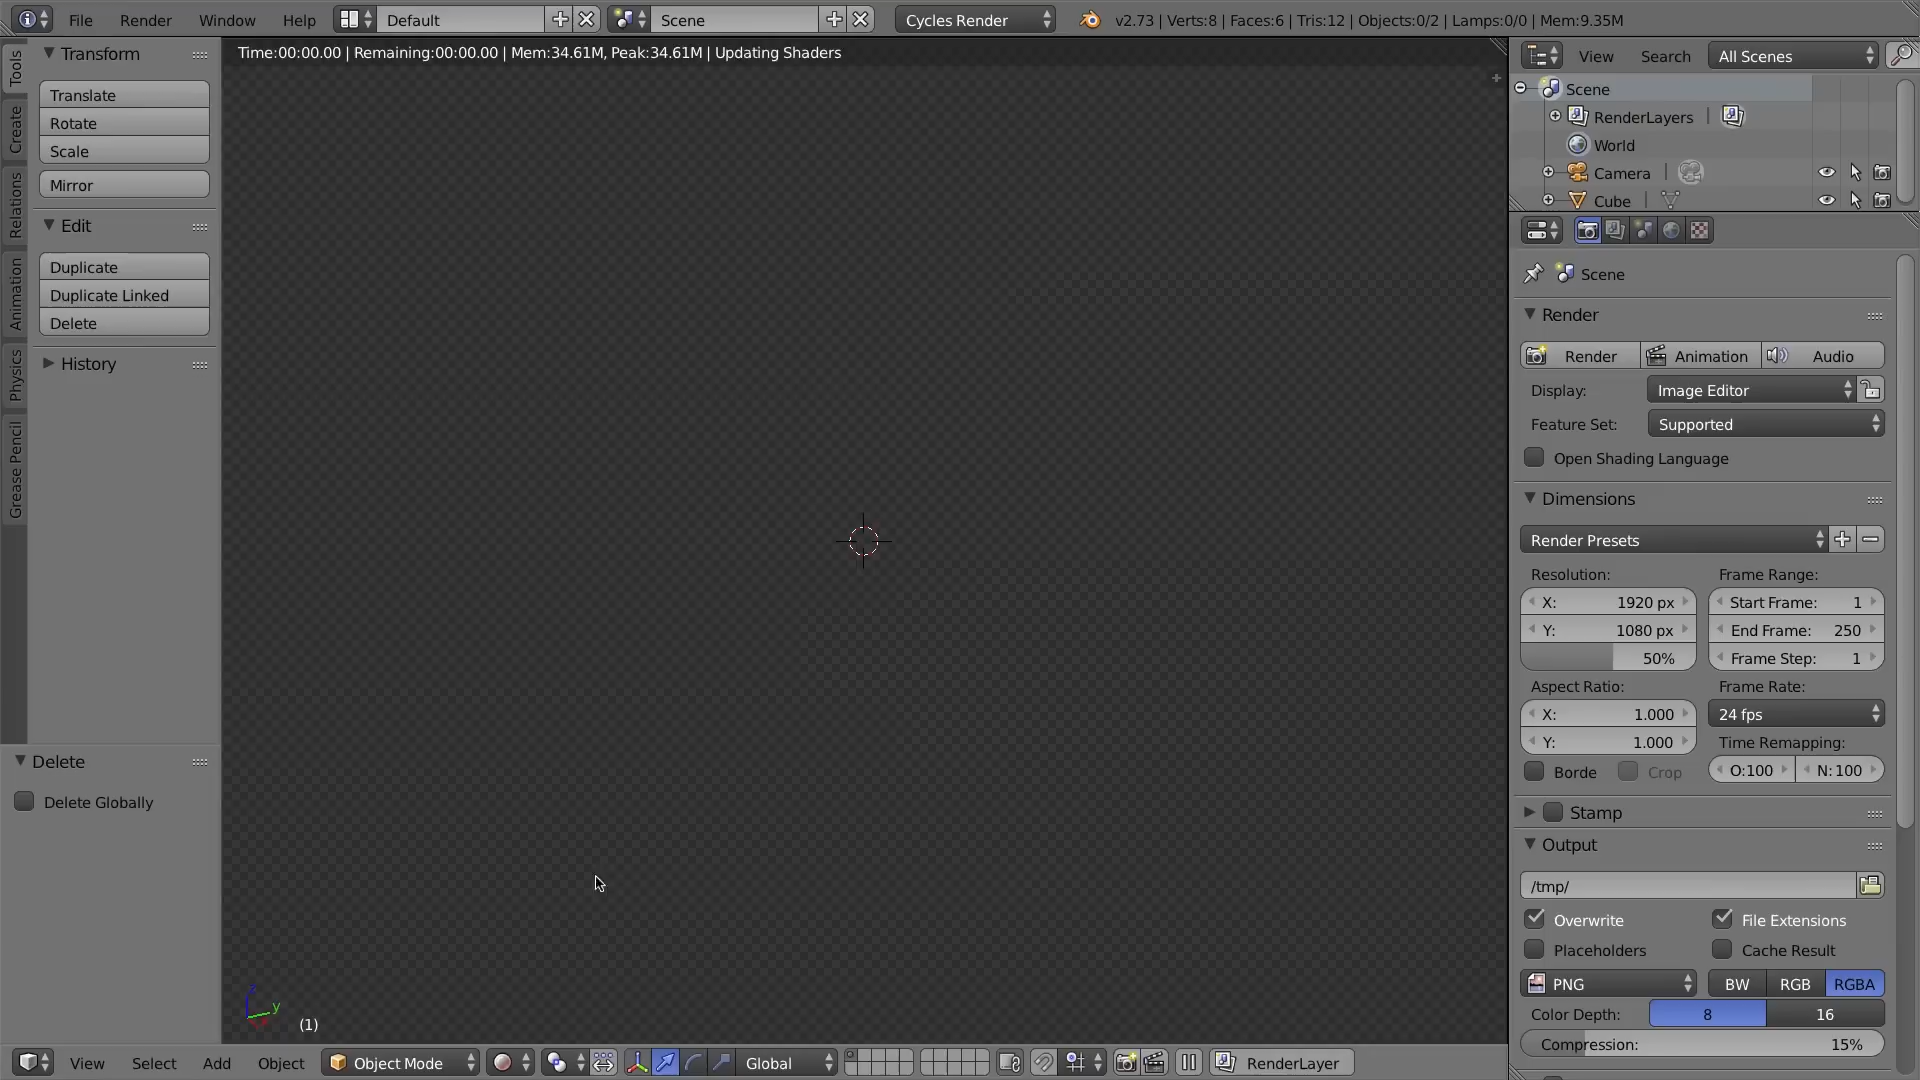 File Render Window Help Default Scene Cycles Render v2.73 | Verts:8 | Faces:6 | Tris:12 | Objects:0/2 | Lamps:0/0 | Mem:9.35M
Time:00:00.00 | Remaining:00:00.00 | Mem:34.61M, Peak:34.61M | Updating Shaders
Tools
Create
Relations
Animation
Physics
Grease Pencil
Transform
Translate
Rotate
Scale
Mirror
Edit
Duplicate
Duplicate Linked
Delete
History
Delete
Delete Globally
y
(1)
View Select Add Object Object Mode Global RenderLayer
View Search All Scenes
Scene
RenderLayers |
World
Camera |
Cube |
Scene
Render
Render Animation Audio
Display: Image Editor
Feature Set: Supported
Open Shading Language
Dimensions
Render Presets
Resolution: Frame Range:
X: 1920 px Start Frame: 1
Y: 1080 px End Frame: 250
50% Frame Step: 1
Aspect Ratio: Frame Rate:
X: 1.000 24 fps
Y: 1.000 Time Remapping:
Borde Crop O:100 N: 100
Stamp
Output
/tmp/
Overwrite File Extensions
Placeholders Cache Result
PNG BW RGB RGBA
Color Depth: 8 16
Compression: 15%